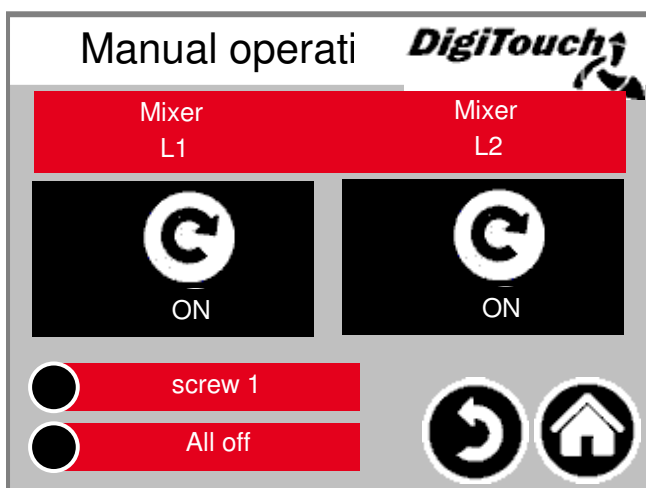 Manual operati
DigiTouch
Mixer
L1
Mixer
L2
ON
ON
screw 1
All off